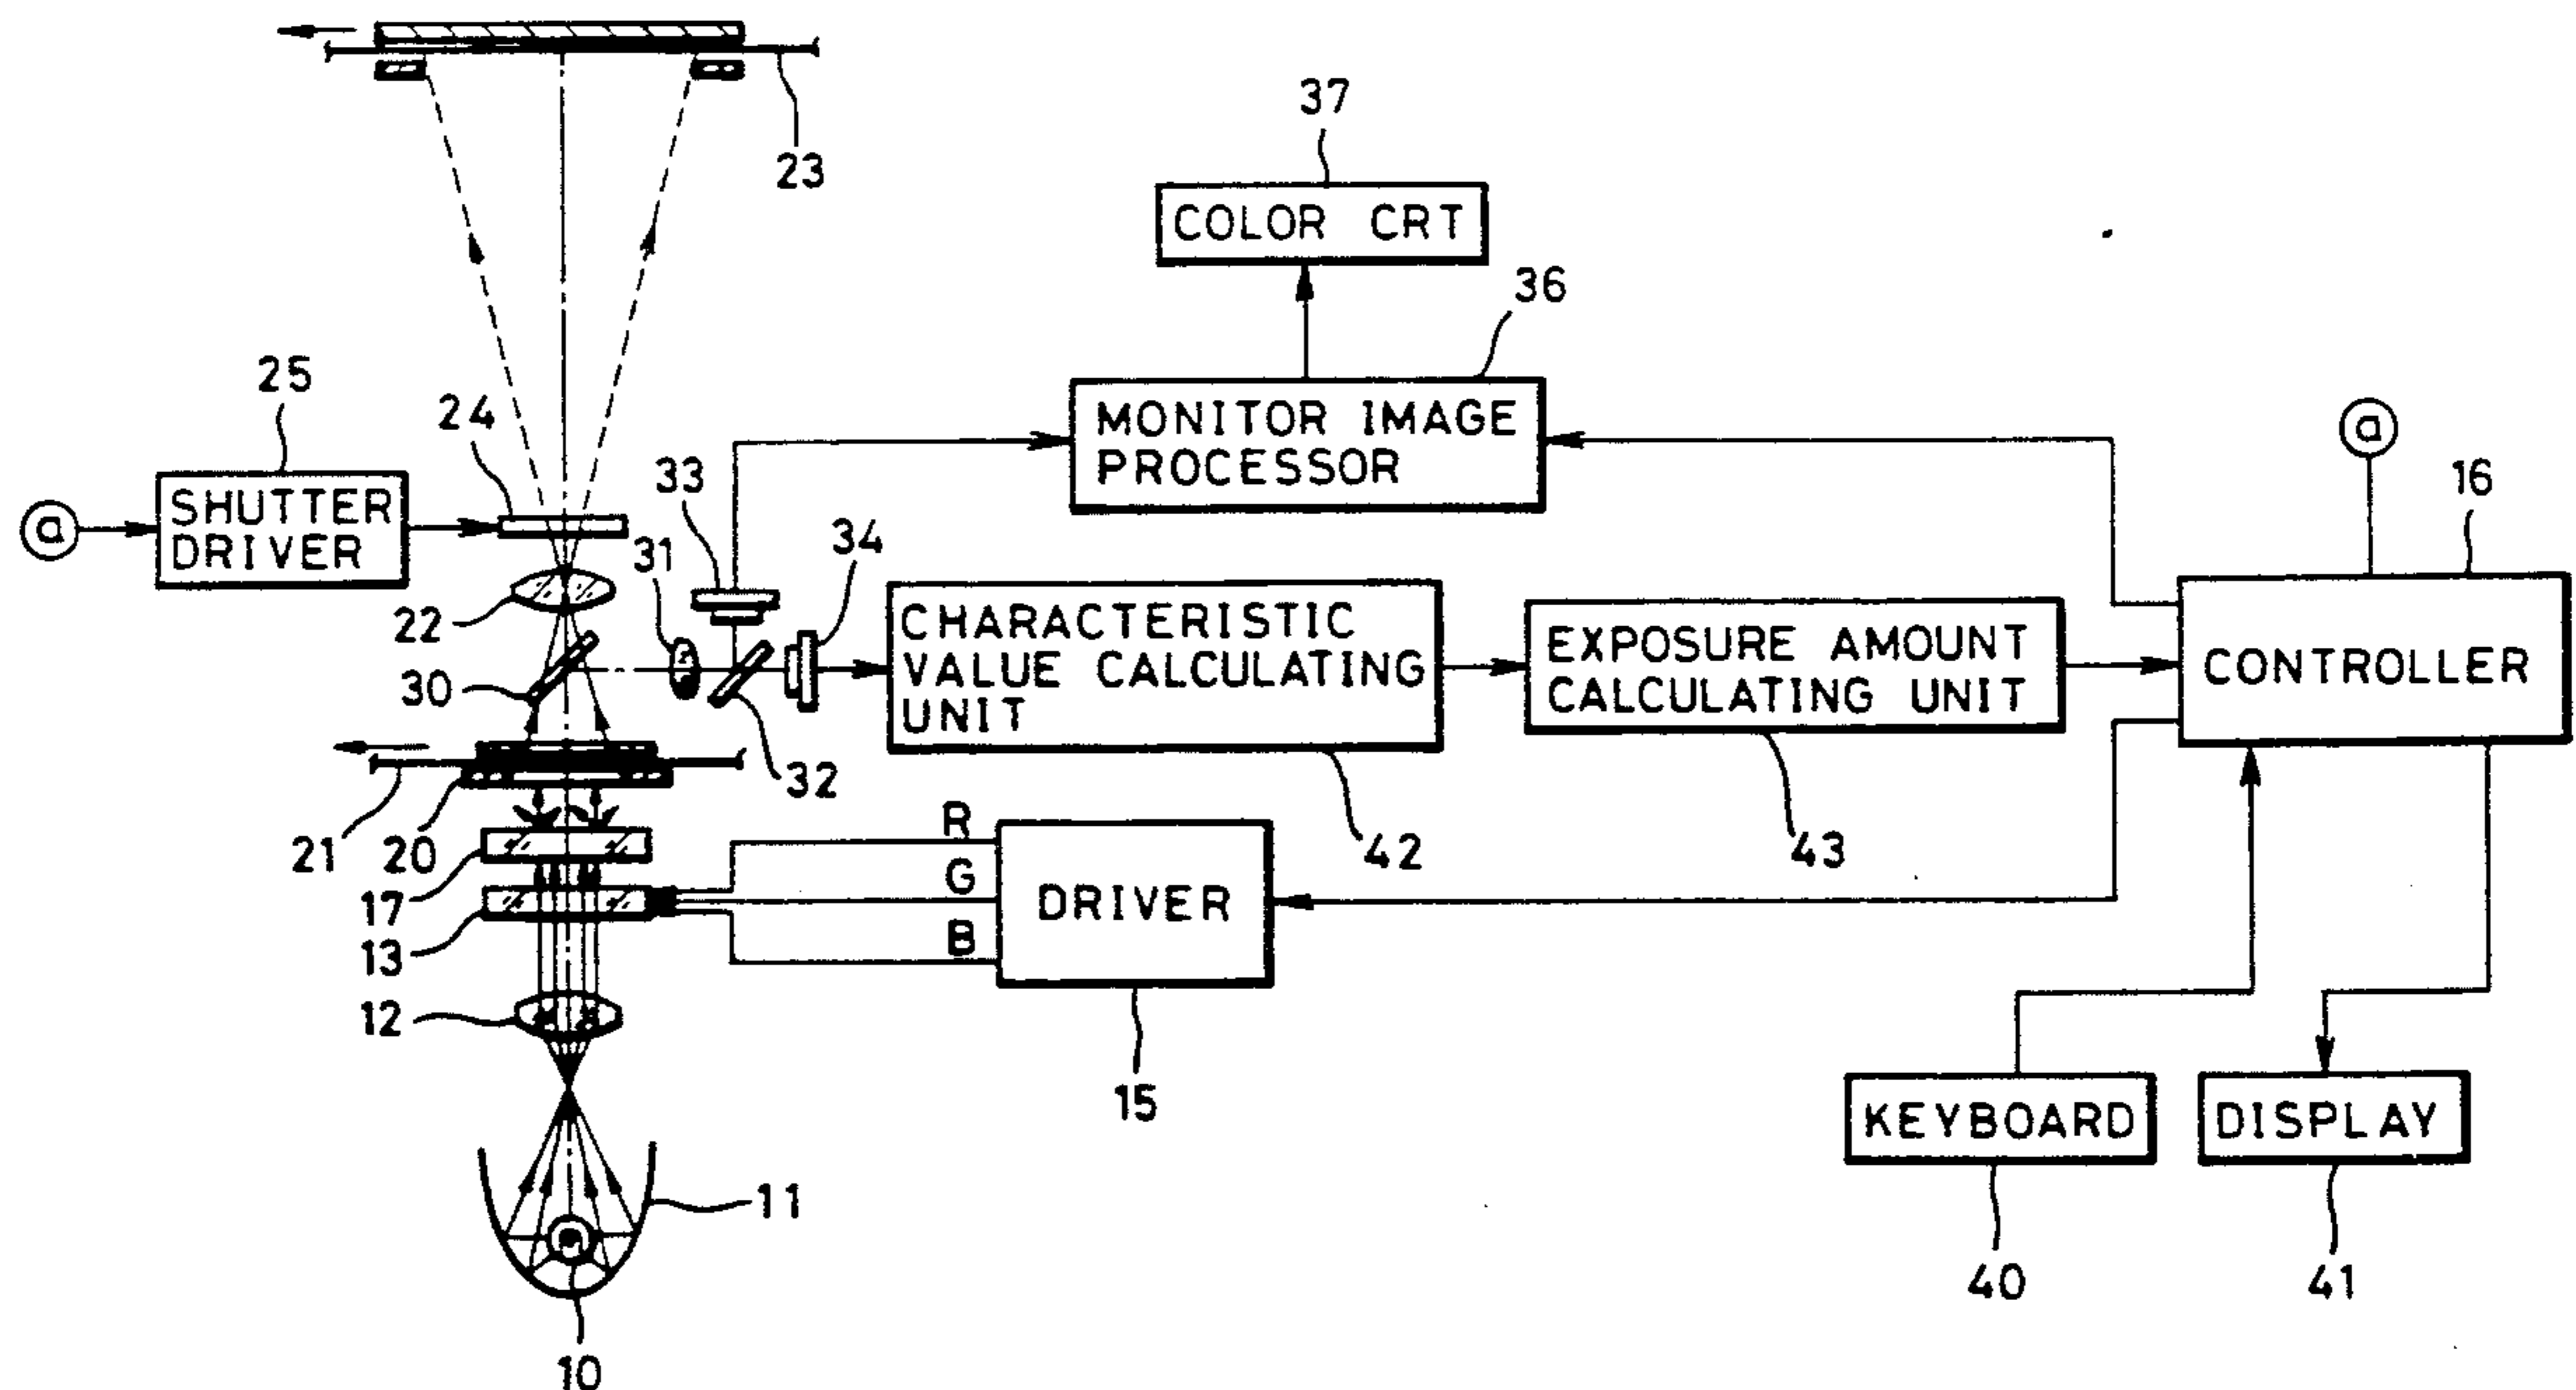 23
37
COLOR CRT
36
25
24
MONITOR IMAGE
PROCESSOR
a
16
33
a
SHUTTER
DRIVER
31
34
22
CHARACTERISTIC
VALUE CALCULATING
UNIT
EXPOSURE AMOUNT
CALCULATING UNIT
CONTROLLER
30
32
21
20
R
42
43
17
G
DRIVER
13
B
12
15
KEYBOARD
DISPLAY
11
40
41
10